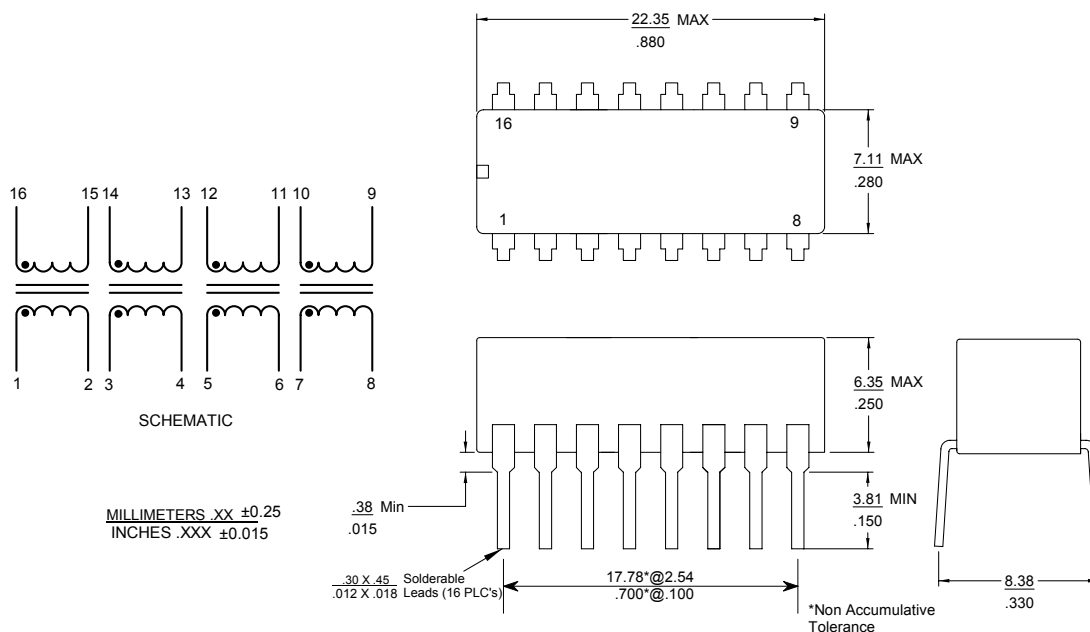 22.35 MAX
.880
16 9
7.11 MAX
.280
1 8
16 15 14 13 12 11 10 9
1 2 3 4 5 6 7 8
SCHEMATIC
6.35 MAX
.250
.38 Min
.015
3.81 MIN
.150
MILLIMETERS .XX ±0.25
INCHES .XXX ±0.015
.30 X .45 Solderable
.012 X .018 Leads (16 PLC's)
17.78*@2.54
.700*@.100
8.38
.330
*Non Accumulative
Tolerance